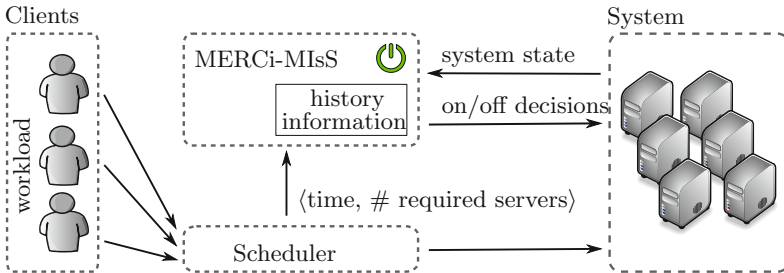 Clients
System
MERCi-MIsS
system state
history
information
on/off decisions
workload
⟨time, # required servers⟩
Scheduler